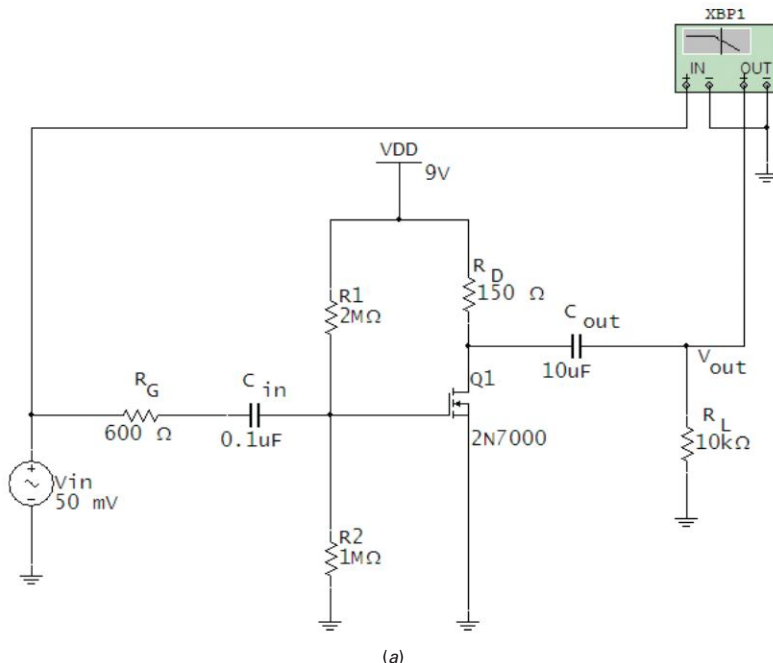 XBP1
IN OUT
+ - + -
VDD
9V
R1
2MΩ
R D
150 Ω
C out
10uF
V out
R L
10kΩ
R G
600 Ω
C in
0.1uF
Q1
2N7000
Vin
50 mV
R2
1MΩ
(a)